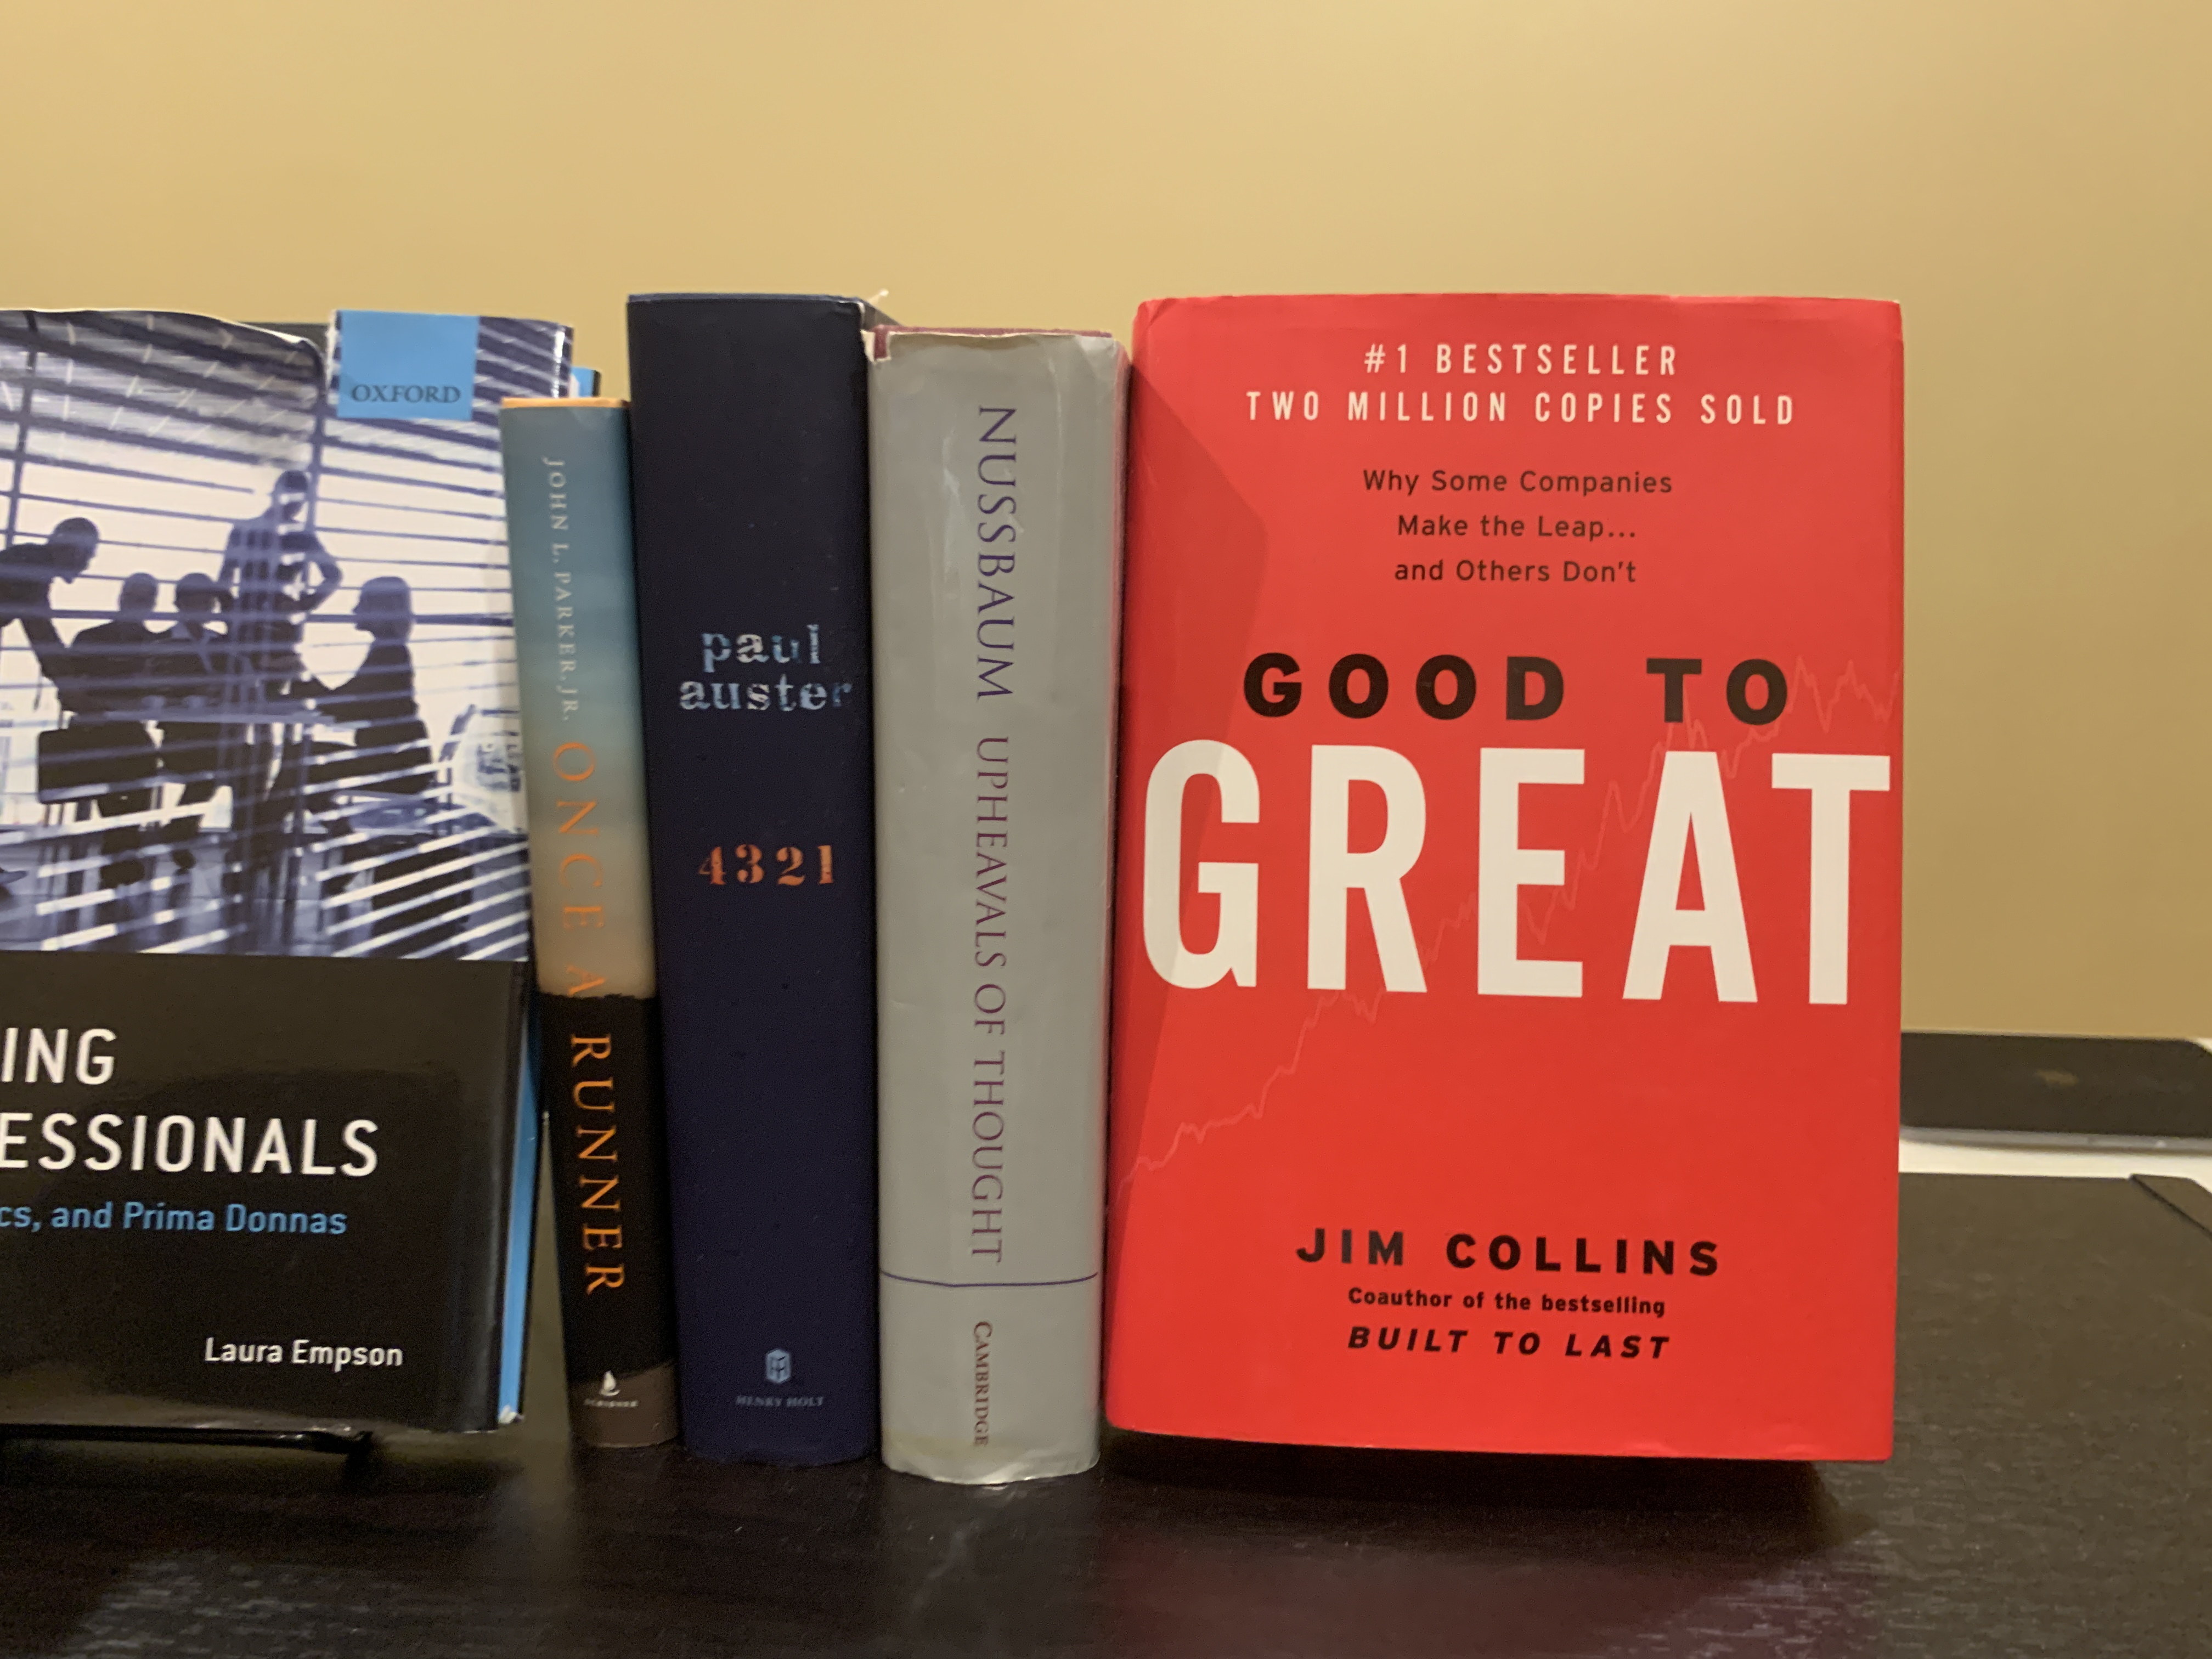 OXFORD
ING
ESSIONALS
cs, and Prima Donnas
Laura Empson
JOHN L. PARKER, JR. ONCE A RUNNER
SCRIBNER
paul
auster
4321
HENRY HOLT
NUSSBAUM UPHEAVALS OF THOUGHT
CAMBRIDGE
#1 BESTSELLER
TWO MILLION COPIES SOLD
Why Some Companies
Make the Leap...
and Others Don't
GOOD TO
GREAT
JIM COLLINS
Coauthor of the bestselling
BUILT TO LAST